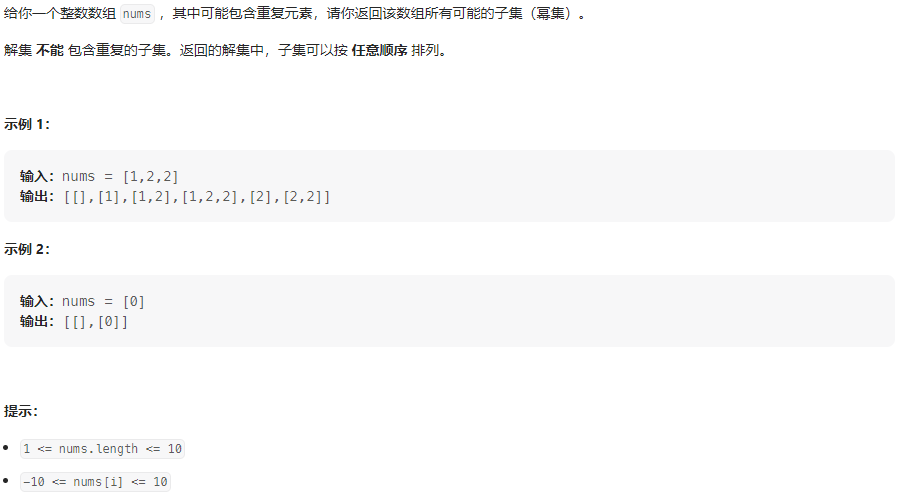 给你一个整数数组 nums ，其中可能包含重复元素，请你返回该数组所有可能的子集（幂集）。
解集 不能 包含重复的子集。返回的解集中，子集可以按 任意顺序 排列。
示例 1：
输入：nums = [1,2,2]
输出：[[],[1],[1,2],[1,2,2],[2],[2,2]]
示例 2：
输入：nums = [0]
输出：[[],[0]]
提示：
1 <= nums.length <= 10
-10 <= nums[i] <= 10